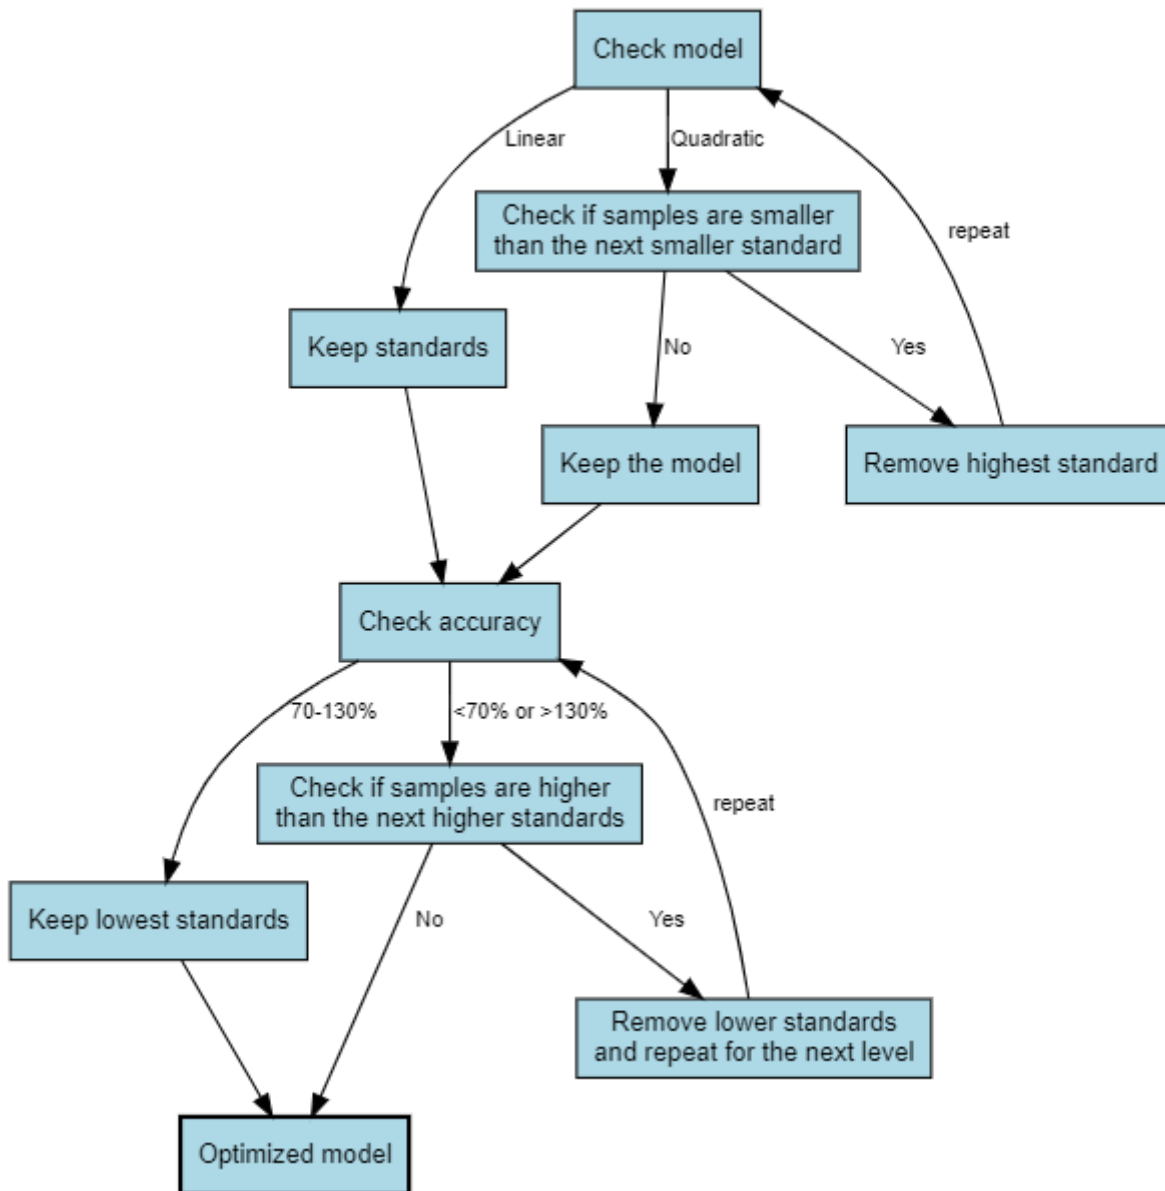 Check model
Linear
Quadratic
Check if samples are smaller
than the next smaller standard
repeat
Keep standards
No
Yes
Keep the model
Remove highest standard
Check accuracy
70-130%
<70% or >130%
Check if samples are higher
than the next higher standards
repeat
Keep lowest standards
No
Yes
Remove lower standards
and repeat for the next level
Optimized model